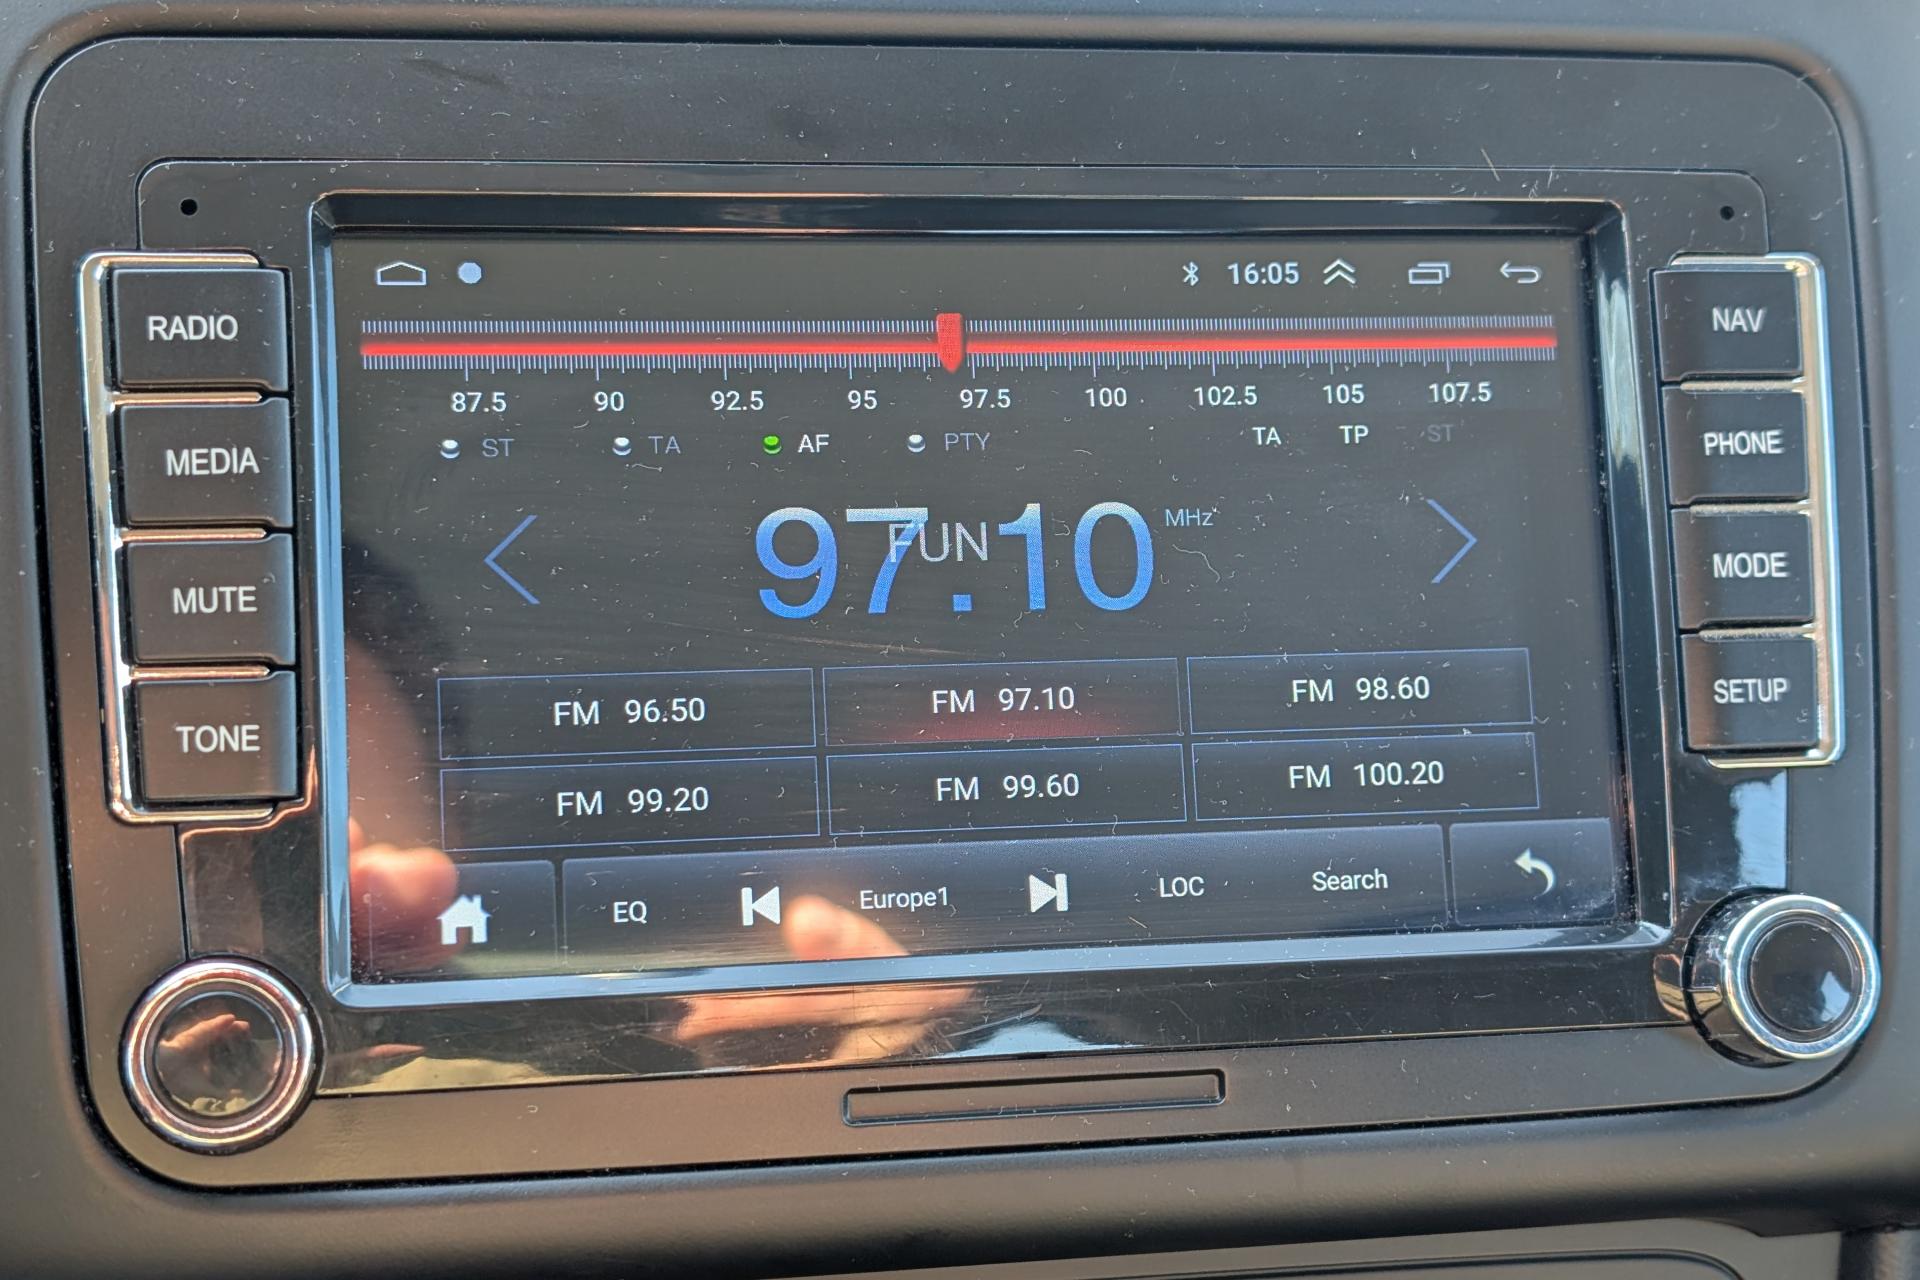 16:05
87.5 90 92.5 95 97.5 100 102.5 105 107.5
ST TA AF PTY TA TP ST
97.10 MHz
FUN
FM 96.50 FM 97.10 FM 98.60
FM 99.20 FM 99.60 FM 100.20
EQ Europe1 LOC Search
RADIO
MEDIA
MUTE
TONE
NAV
PHONE
MODE
SETUP